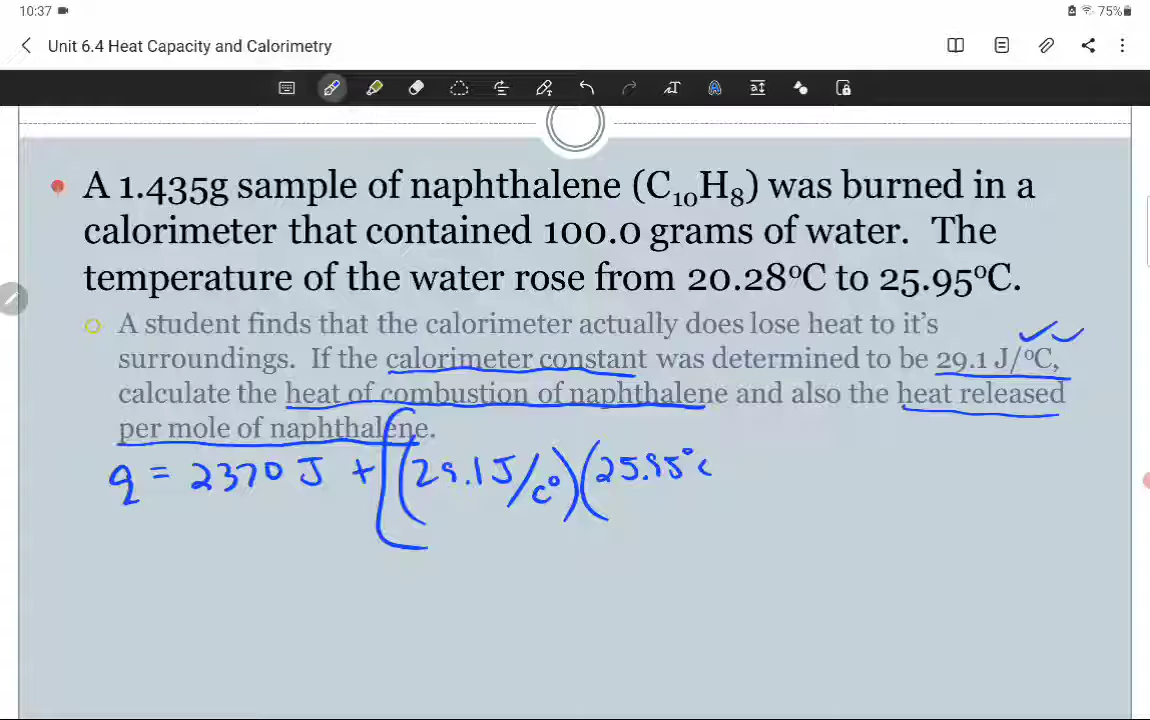 10:37 75%
Unit 6.4 Heat Capacity and Calorimetry
A 1.435g sample of naphthalene (C₁₀H₈) was burned in a
calorimeter that contained 100.0 grams of water. The
temperature of the water rose from 20.28°C to 25.95°C.
A student finds that the calorimeter actually does lose heat to it's
surroundings. If the calorimeter constant was determined to be 29.1 J/°C,
calculate the heat of combustion of naphthalene and also the heat released
per mole of naphthalene.
q = 2370 J + [(29.1 J/C°)(25.95°C